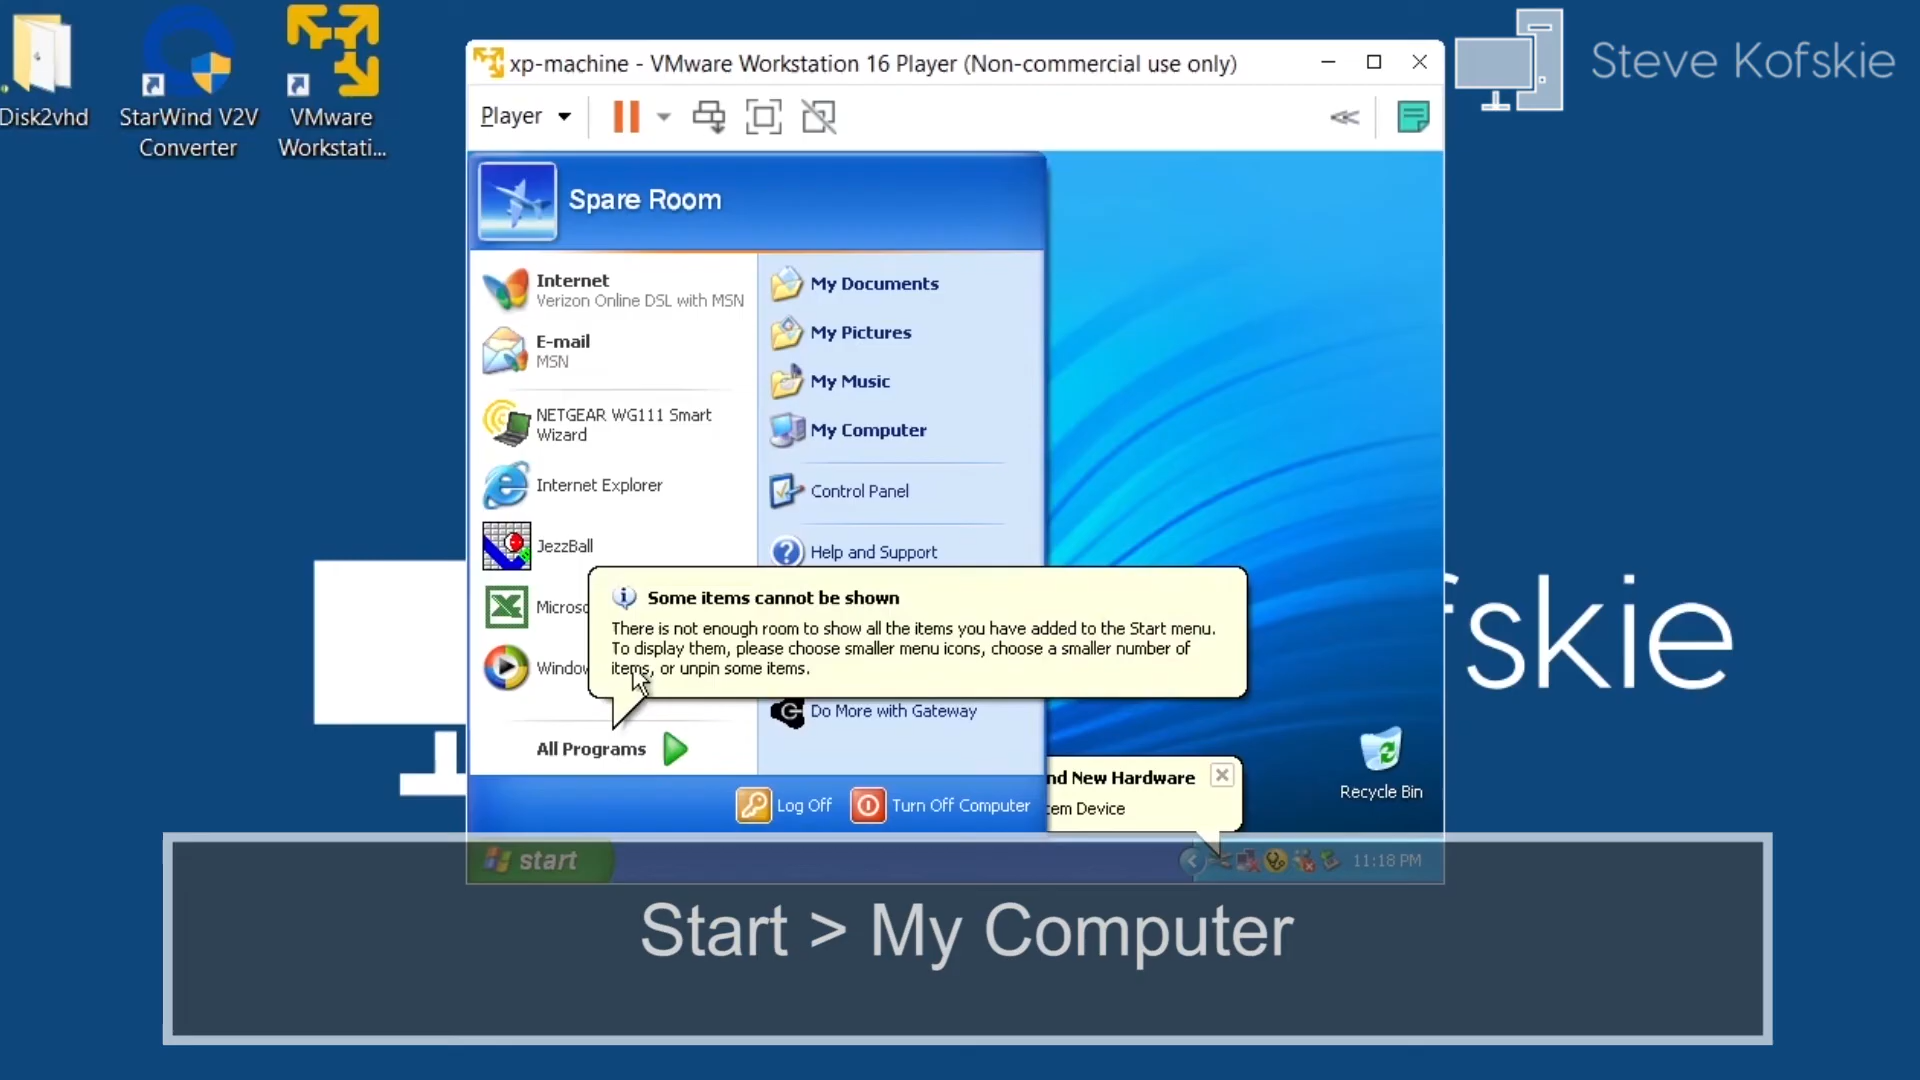 Disk2vhd
StarWind V2V
Converter
VMware
Workstati...
xp-machine - VMware Workstation 16 Player (Non-commercial use only)
Steve Kofskie
Player
Spare Room
Internet
Verizon Online DSL with MSN
E-mail
MSN
NETGEAR WG111 Smart
Wizard
Internet Explorer
JezzBall
Microso
Window
All Programs
My Documents
My Pictures
My Music
My Computer
Control Panel
Help and Support
Some items cannot be shown
There is not enough room to show all the items you have added to the Start menu.
To display them, please choose smaller menu icons, choose a smaller number of
items, or unpin some items.
Do More with Gateway
Log Off
Turn Off Computer
nd New Hardware
tem Device
fskie
Recycle Bin
start
11:18 PM
Start > My Computer